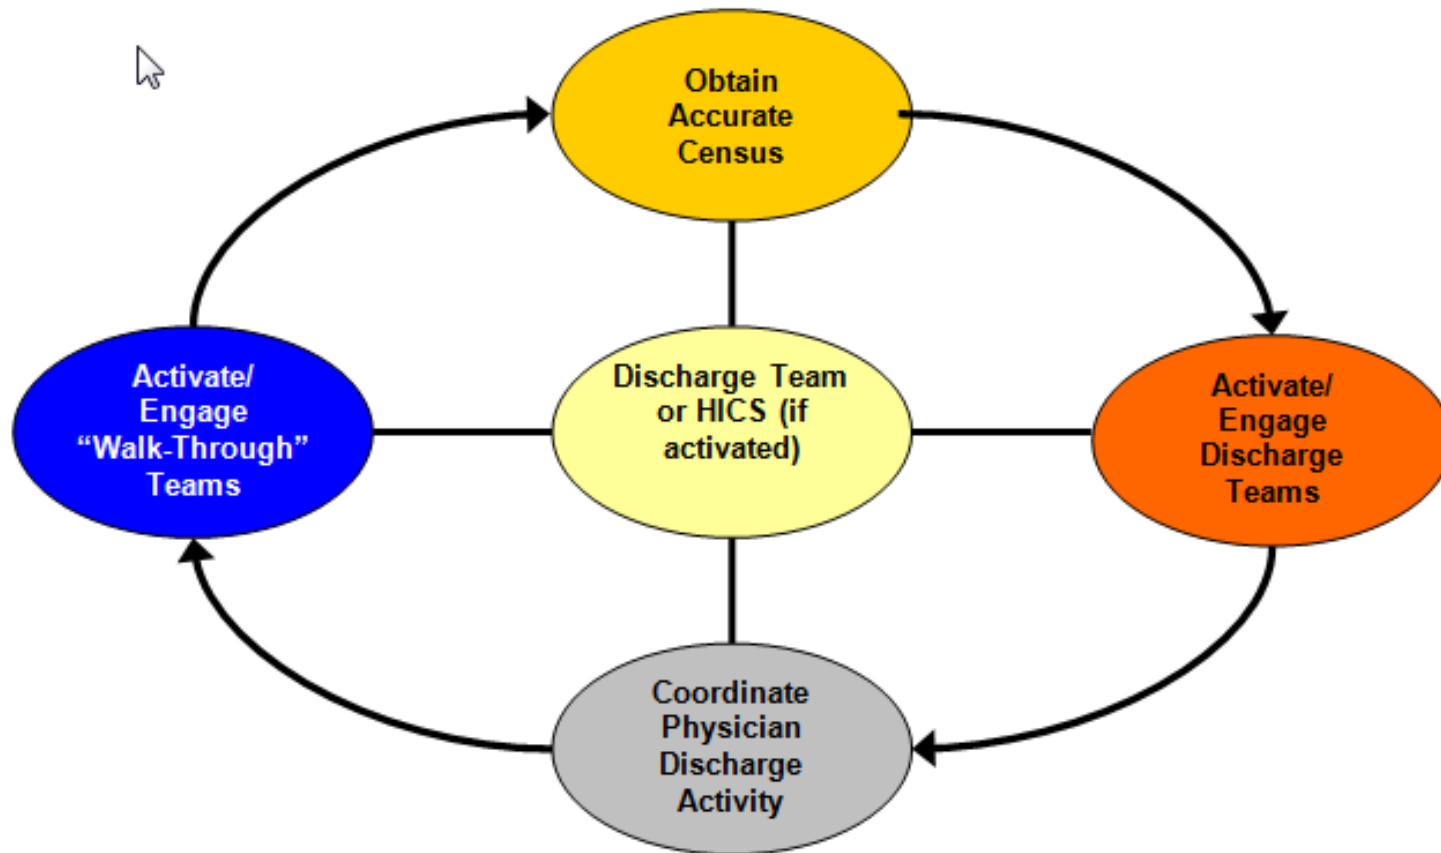 Obtain
Accurate
Census
Activate/
Engage
“Walk-Through”
Teams
Discharge Team
or HICS (if
activated)
Activate/
Engage
Discharge
Teams
Coordinate
Physician
Discharge
Activity